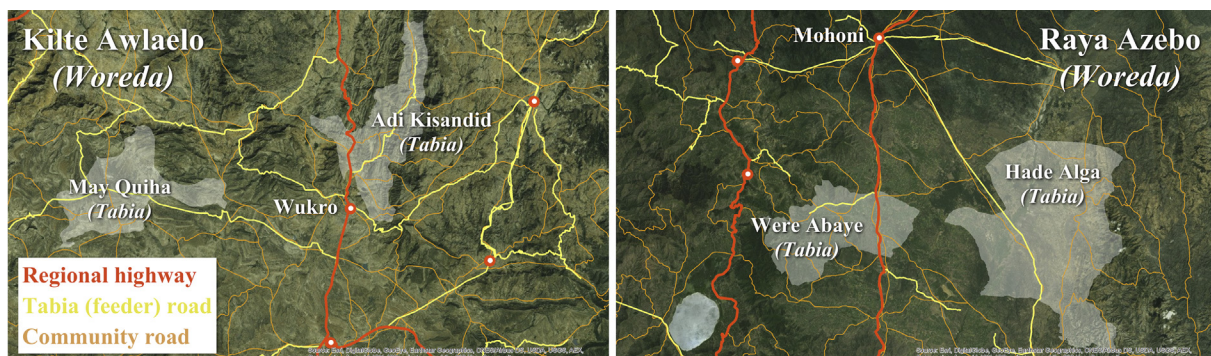 Kilte Awlaelo
(Woreda)
Adi Kisandid
(Tabia)
May Quiha
(Tabia)
Wukro
Regional highway
Tabia (feeder) road
Community road
Mohoni
Raya Azebo
(Woreda)
Hade Alga
(Tabia)
Were Abaye
(Tabia)